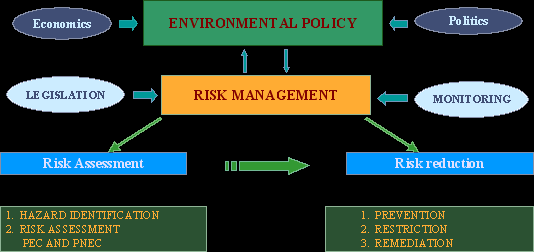 Economics
ENVIRONMENTAL POLICY
Politics
LEGISLATION
RISK MANAGEMENT
MONITORING
Risk Assessment
Risk reduction
1. HAZARD IDENTIFICATION
2. RISK ASSESSMENT
PEC AND PNEC
1. PREVENTION
2. RESTRICTION
3. REMEDIATION